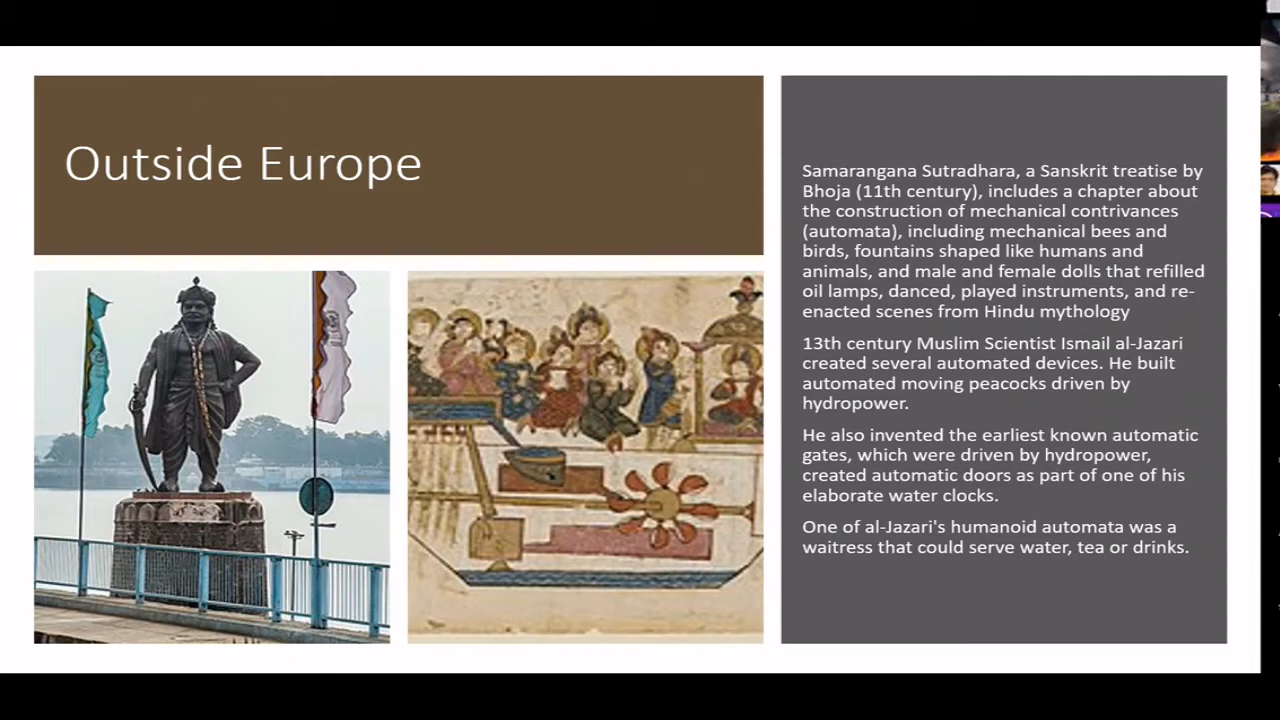 Outside Europe
Samarangana Sutradhara, a Sanskrit treatise by
Bhoja (11th century), includes a chapter about
the construction of mechanical contrivances
(automata), including mechanical bees and
birds, fountains shaped like humans and
animals, and male and female dolls that refilled
oil lamps, danced, played instruments, and re-
enacted scenes from Hindu mythology
13th century Muslim Scientist Ismail al-Jazari
created several automated devices. He built
automated moving peacocks driven by
hydropower.
He also invented the earliest known automatic
gates, which were driven by hydropower,
created automatic doors as part of one of his
elaborate water clocks.
One of al-Jazari's humanoid automata was a
waitress that could serve water, tea or drinks.